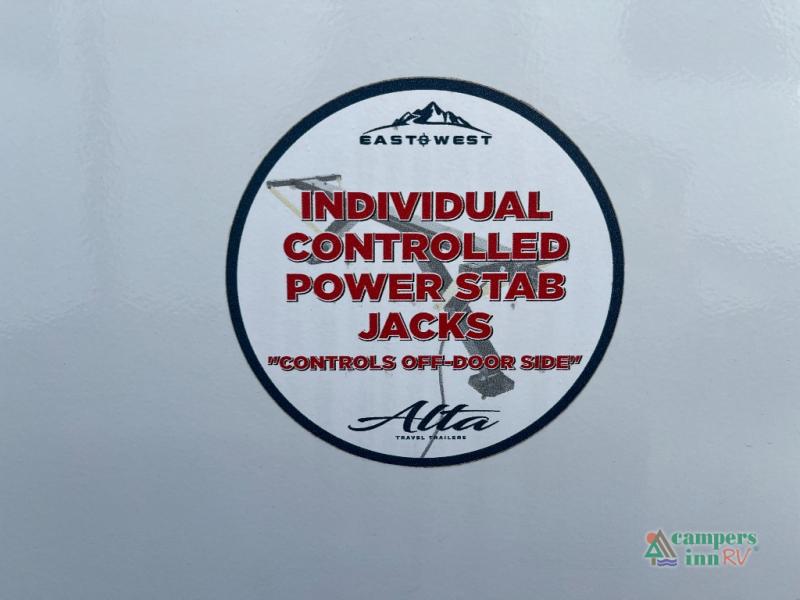 EAST WEST
INDIVIDUAL
CONTROLLED
POWER STAB
JACKS
"CONTROLS OFF-DOOR SIDE"
Alta
TRAVEL TRAILERS
campers
inn RV